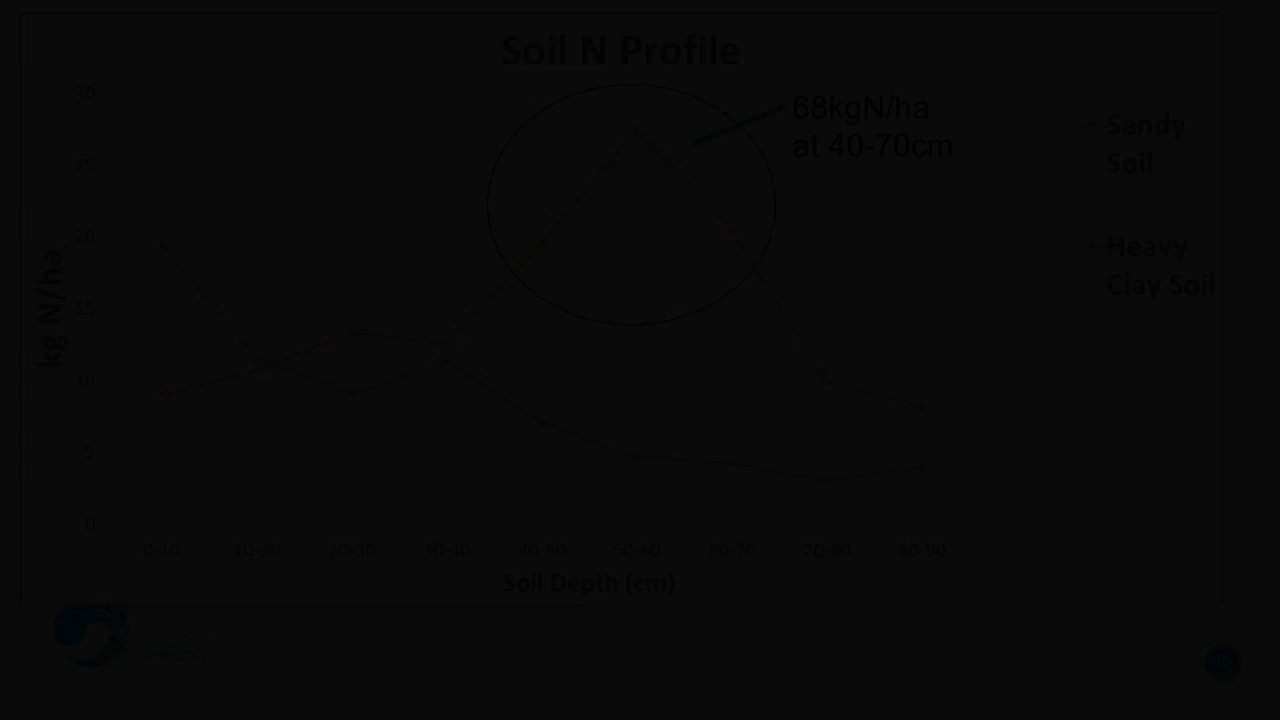 Soil N Profile
30
25
20
15
10
5
0
kg N/ha
68kgN/ha
at 40-70cm
Sandy
Soil
Heavy
Clay Soil
0-10 10-20 20-30 30-40 40-50 50-60 60-70 70-80 80-90
Soil Depth (cm)